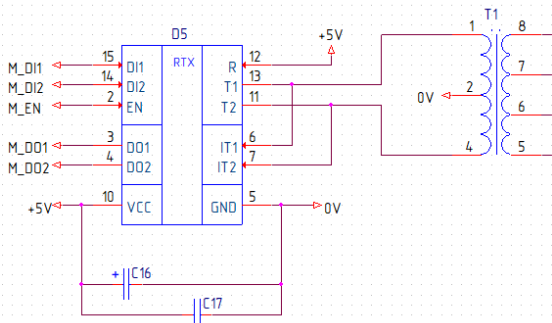 D5
RTX
+5V
T1
M_DI1 15 DI1 R 12
M_DI2 14 DI2 T1 13
M_EN 2 EN T2 11
M_DO1 3 DO1 IT1 6
M_DO2 4 DO2 IT2 7
+5V 10 VCC GND 5 0V
+ C16
C17
1 8
0V 2 7
6
4 5